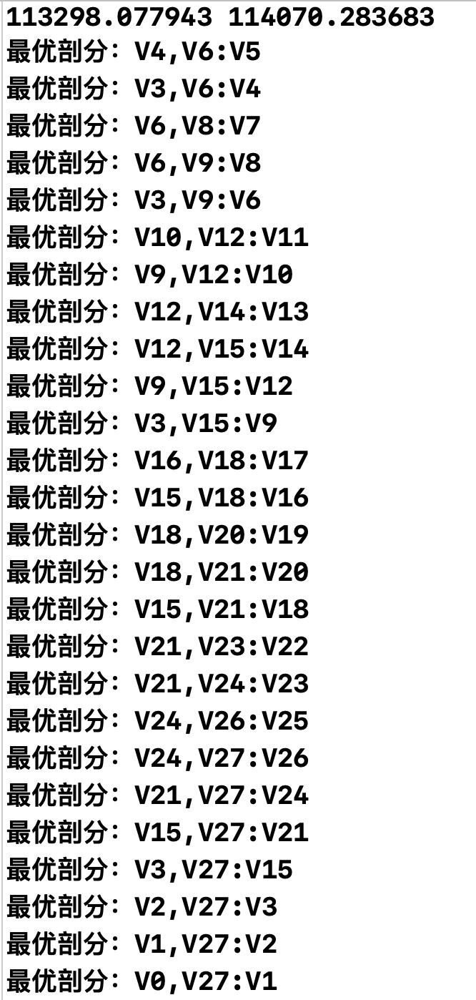 113298.077943 114070.283683
最优剖分：V4,V6:V5
最优剖分：V3,V6:V4
最优剖分：V6,V8:V7
最优剖分：V6,V9:V8
最优剖分：V3,V9:V6
最优剖分：V10,V12:V11
最优剖分：V9,V12:V10
最优剖分：V12,V14:V13
最优剖分：V12,V15:V14
最优剖分：V9,V15:V12
最优剖分：V3,V15:V9
最优剖分：V16,V18:V17
最优剖分：V15,V18:V16
最优剖分：V18,V20:V19
最优剖分：V18,V21:V20
最优剖分：V15,V21:V18
最优剖分：V21,V23:V22
最优剖分：V21,V24:V23
最优剖分：V24,V26:V25
最优剖分：V24,V27:V26
最优剖分：V21,V27:V24
最优剖分：V15,V27:V21
最优剖分：V3,V27:V15
最优剖分：V2,V27:V3
最优剖分：V1,V27:V2
最优剖分：V0,V27:V1